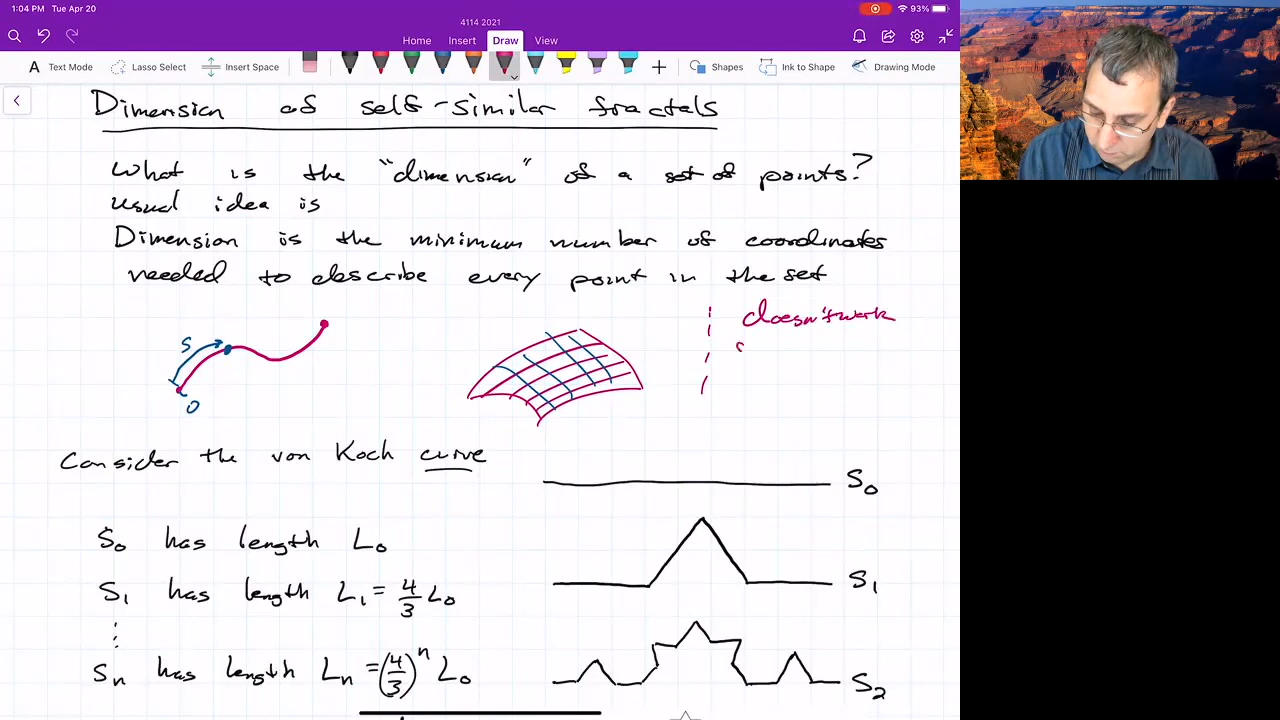 1:04 PM Tue Apr 20
93%
4114 2021
Home Insert Draw View
Text Mode Lasso Select Insert Space Shapes Ink to Shape Drawing Mode
Dimension of self-similar fractals
What is the "dimension" of a set of points?
usual idea is
Dimension is the minimum number of coordinates
needed to describe every point in the set
doesn't work
S
0
Consider the von Koch curve
S₀
S₀ has length L₀
S₁
S₁ has length L₁ = 4/3 L₀
Sₙ has length Lₙ = (4/3)ⁿ L₀
S₂